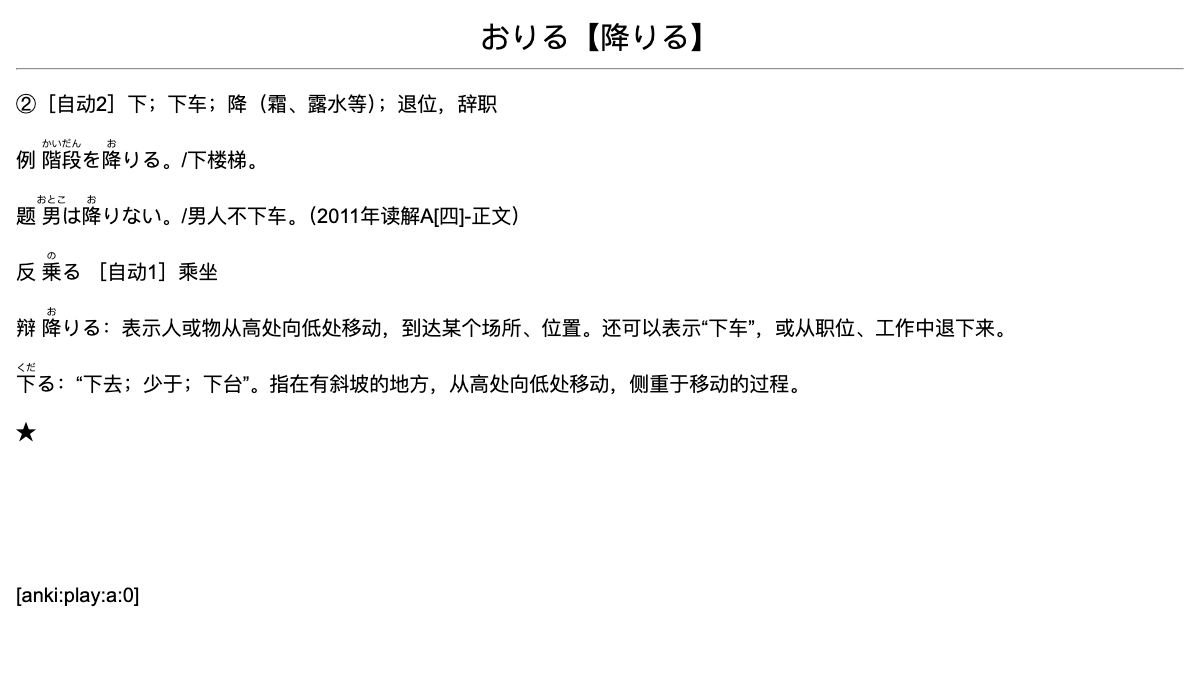 おりる【降りる】
②［自动2］下；下车；降（霜、露水等）；退位，辞职
かいだん お
例 階段を降りる。/下楼梯。
おとこ お
题 男は降りない。/男人不下车。（2011年读解A[四]-正文）
の
反 乗る ［自动1］乘坐
お
辩 降りる：表示人或物从高处向低处移动，到达某个场所、位置。还可以表示“下车”，或从职位、工作中退下来。
くだ
下る：“下去；少于；下台”。指在有斜坡的地方，从高处向低处移动，侧重于移动的过程。
★
[anki:play:a:0]